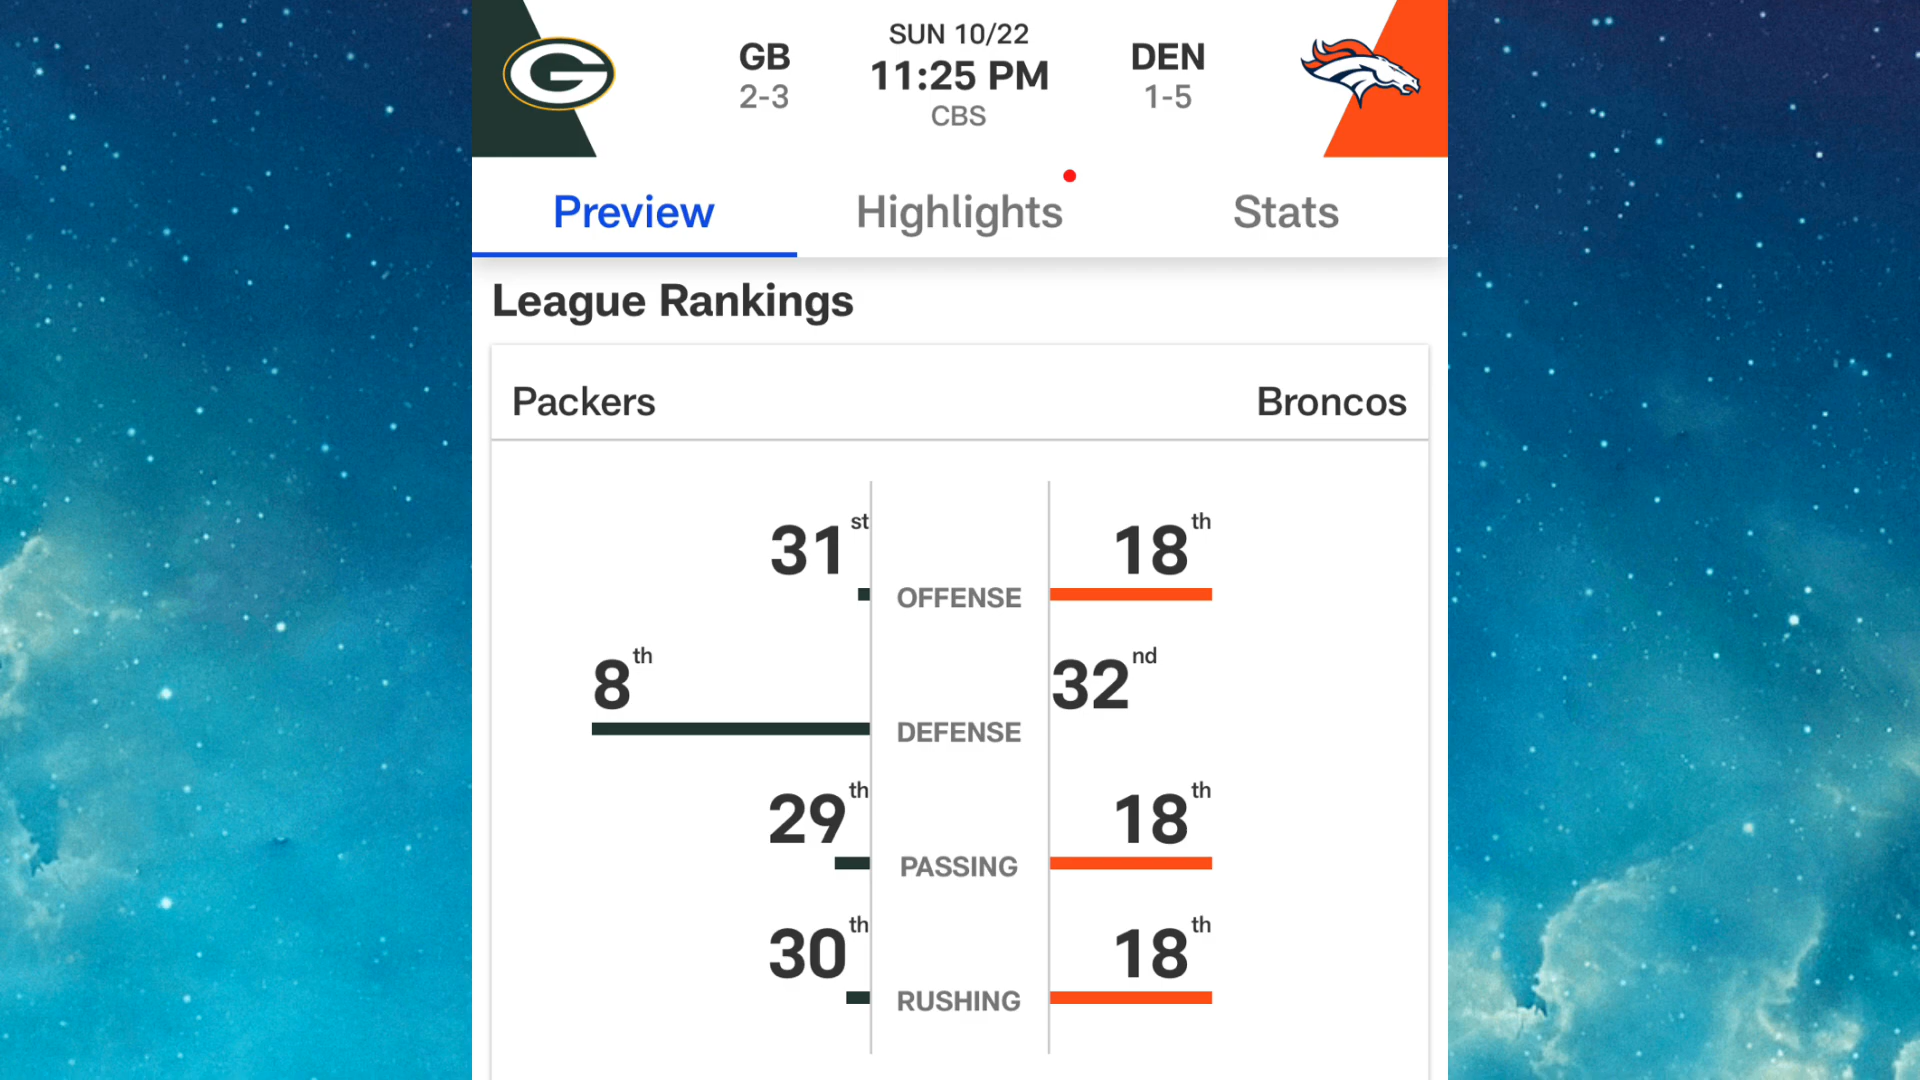 GB
2-3
SUN 10/22
11:25 PM
CBS
DEN
1-5
G
Preview Highlights Stats
League Rankings
Packers Broncos
31st OFFENSE 18th
8th DEFENSE 32nd
29th PASSING 18th
30th RUSHING 18th